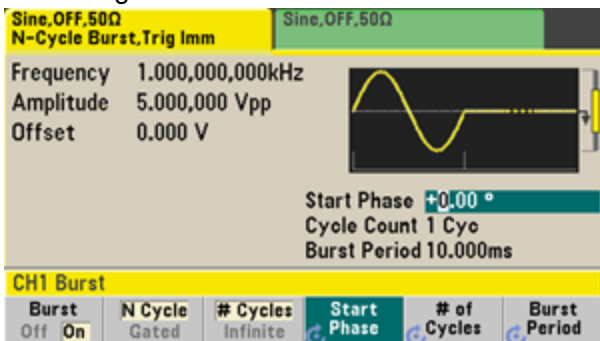 Sine,OFF,50Ω
N-Cycle Burst,Trig Imm
Sine,OFF,50Ω
Frequency 1.000,000,000kHz
Amplitude 5.000,000 Vpp
Offset 0.000 V
Start Phase +0.00 °
Cycle Count 1 Cyc
Burst Period 10.000ms
CH1 Burst
Burst Off On
N Cycle Gated
# Cycles Infinite
Start Phase
# of Cycles
Burst Period